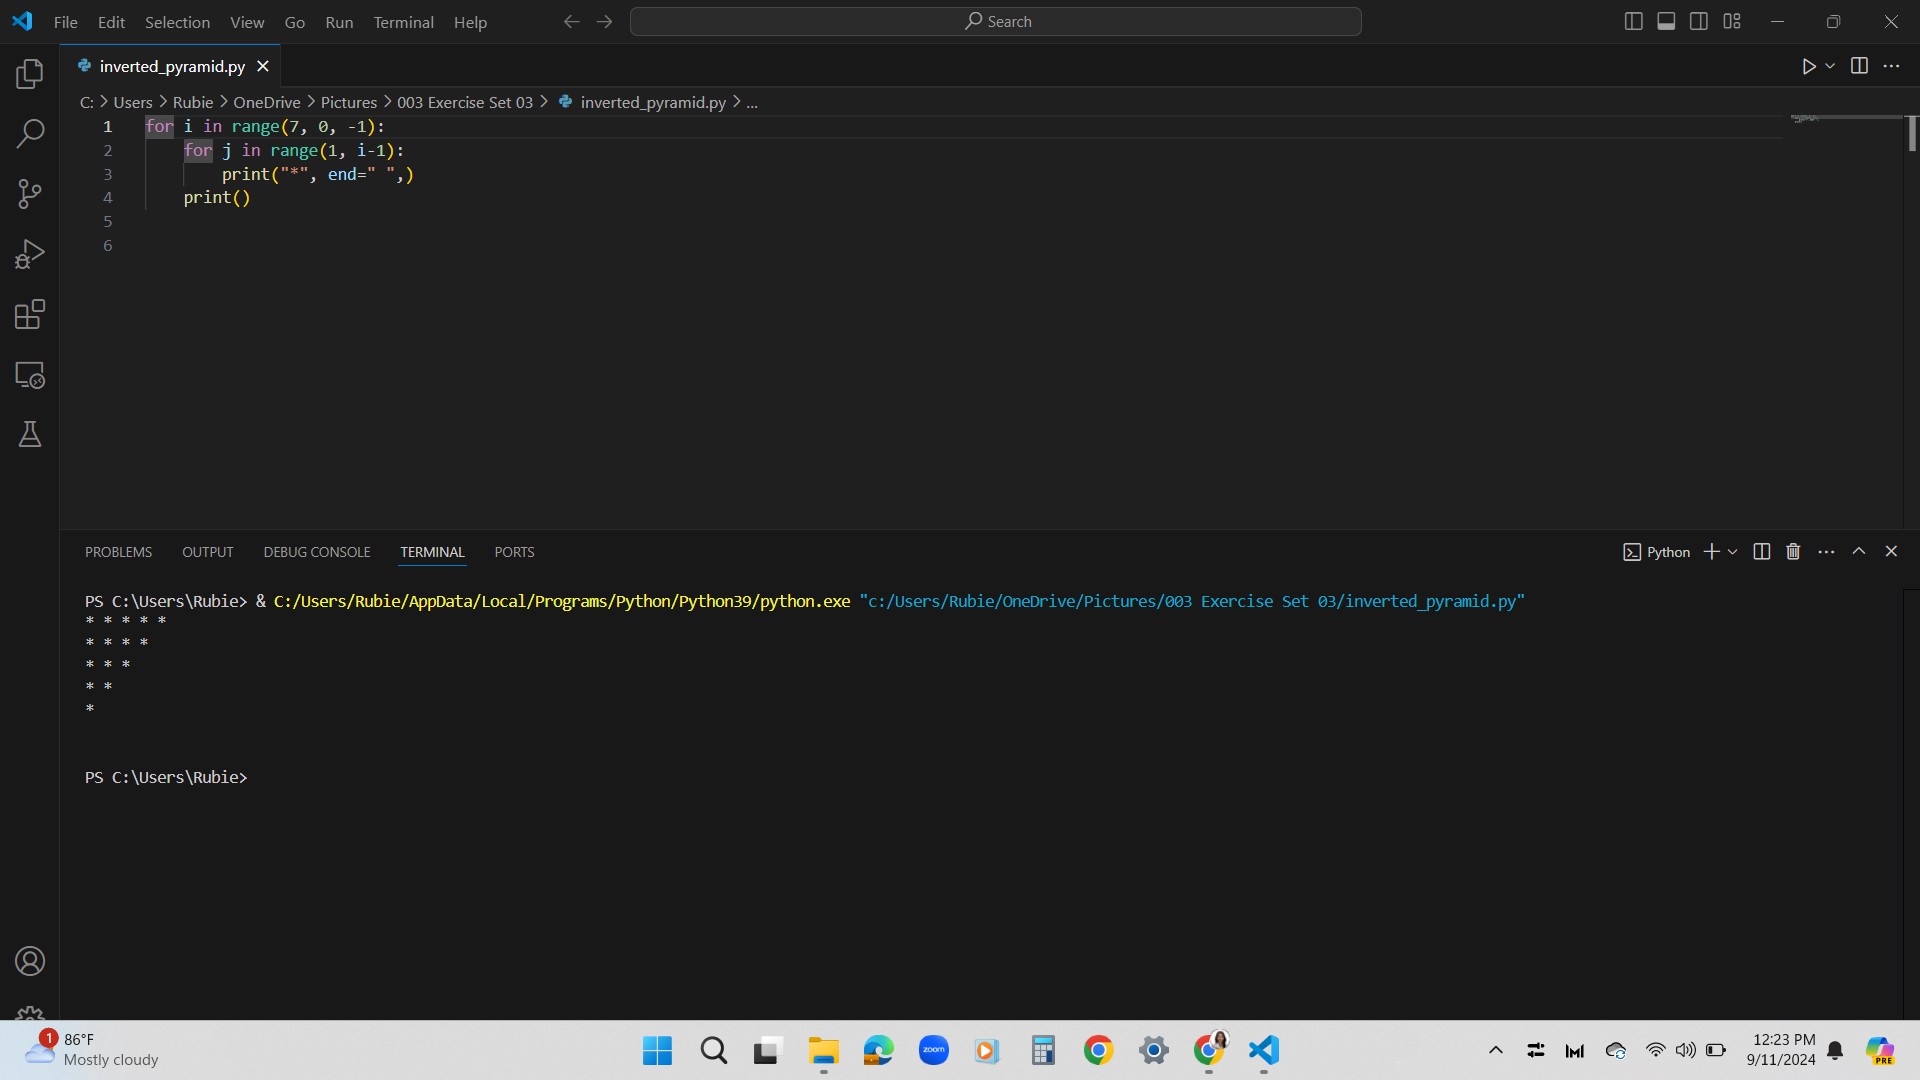 File Edit Selection View Go Run Terminal Help Search
inverted_pyramid.py
C: > Users > Rubie > OneDrive > Pictures > 003 Exercise Set 03 > inverted_pyramid.py > ...
1 for i in range(7, 0, -1):
2     for j in range(1, i-1):
3         print("*", end=" ",)
4     print()
5
6
PROBLEMS OUTPUT DEBUG CONSOLE TERMINAL PORTS Python
PS C:\Users\Rubie> & C:/Users/Rubie/AppData/Local/Programs/Python/Python39/python.exe "c:/Users/Rubie/OneDrive/Pictures/003 Exercise Set 03/inverted_pyramid.py"
* * * * *
* * * *
* * *
* *
*
PS C:\Users\Rubie>
1 86°F
Mostly cloudy
zoom
12:23 PM
9/11/2024
PRE